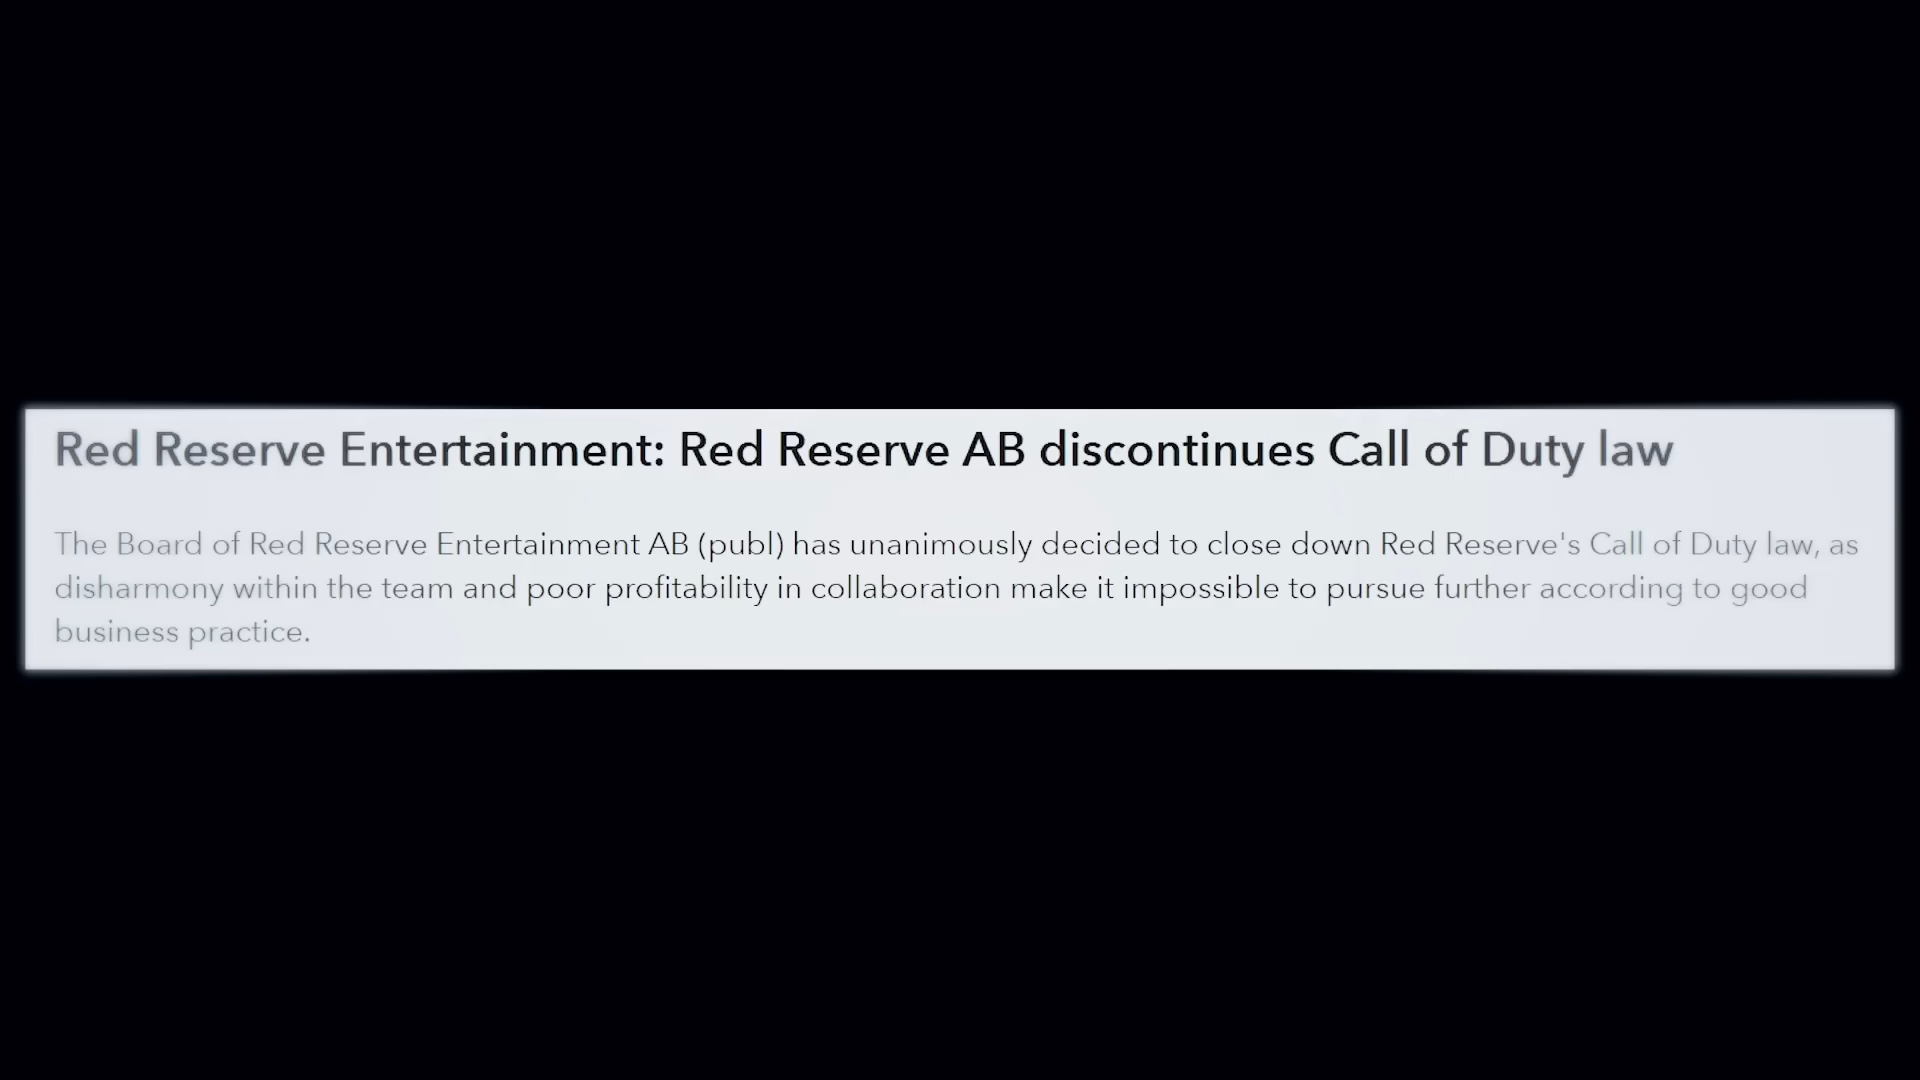 Red Reserve Entertainment: Red Reserve AB discontinues Call of Duty law
The Board of Red Reserve Entertainment AB (publ) has unanimously decided to close down Red Reserve's Call of Duty law, as
disharmony within the team and poor profitability in collaboration make it impossible to pursue further according to good
business practice.